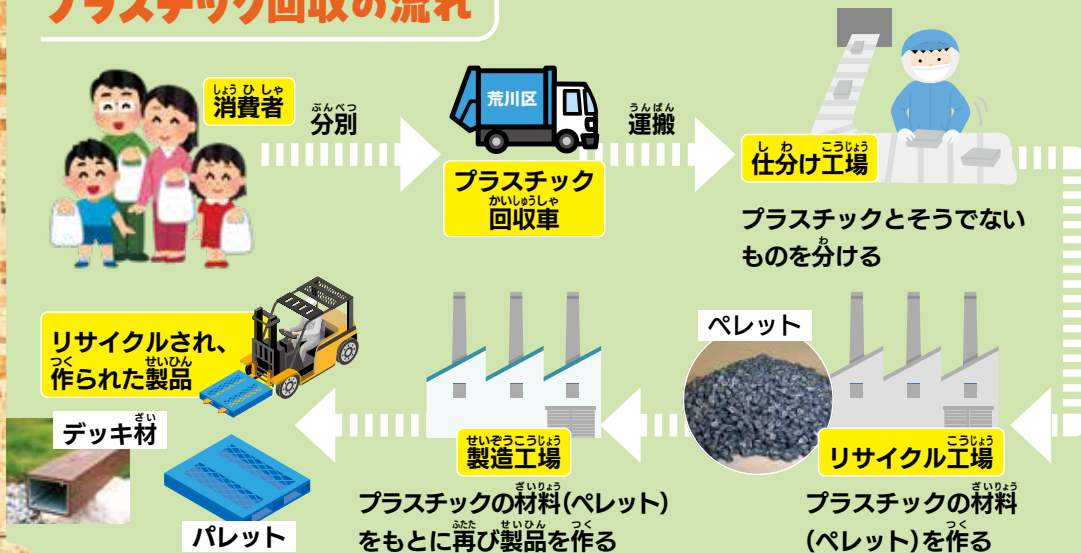 プラスチック回収の流れ
しょうひしゃ
消費者
ぶんべつ
分別
荒川区
プラスチック
かいしゅうしゃ
回収車
うんぱん
運搬
しわ こうじょう
仕分け工場
プラスチックとそうでない
わ
ものを分ける
こうじょう
リサイクル工場
ざいりょう
プラスチックの材料
つく
(ペレット)を作る
ペレット
せいぞうこうじょう
製造工場
ざいりょう
プラスチックの材料(ペレット)
ふたた せいひん つく
をもとに再び製品を作る
リサイクルされ、
つく せいひん
作られた製品
ざい
デッキ材
パレット